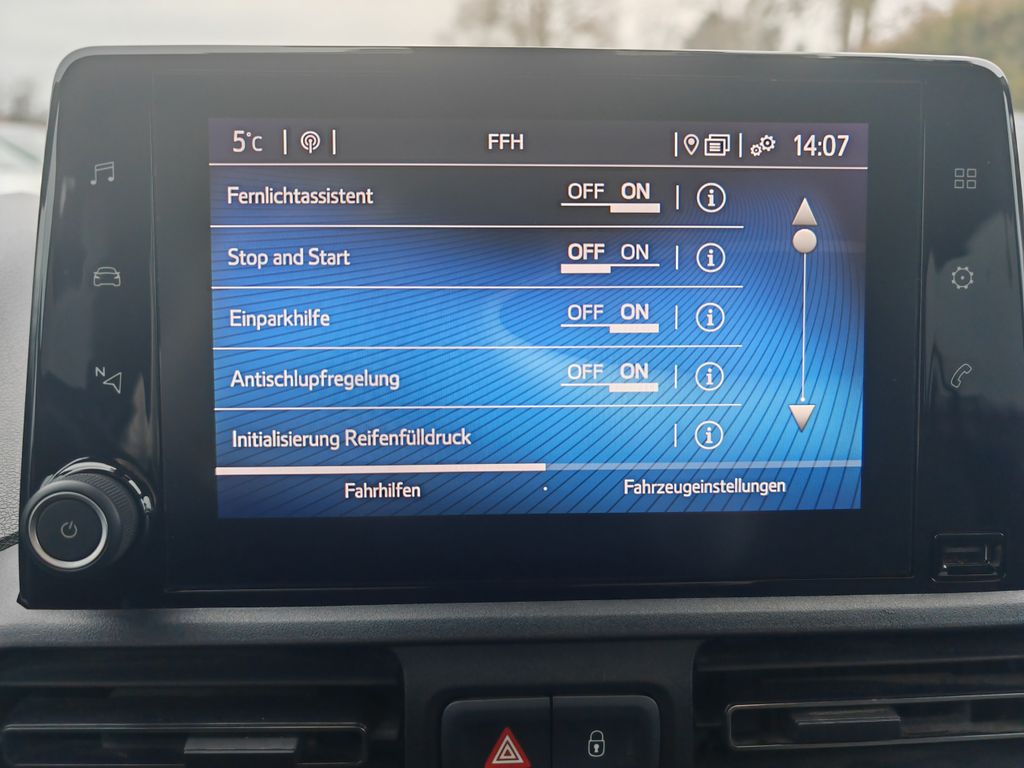 5°C FFH 14:07
Fernlichtassistent OFF ON
Stop and Start OFF ON
Einparkhilfe OFF ON
Antischlupfregelung OFF ON
Initialisierung Reifenfülldruck
Fahrhilfen Fahrzeugeinstellungen
N